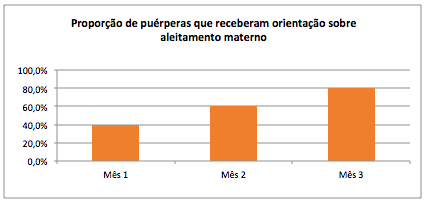 Proporção de puérperas que receberam orientação sobre
aleitamento materno
100,0%
80,0%
60,0%
40,0%
20,0%
0,0%
Mês 1 Mês 2 Mês 3